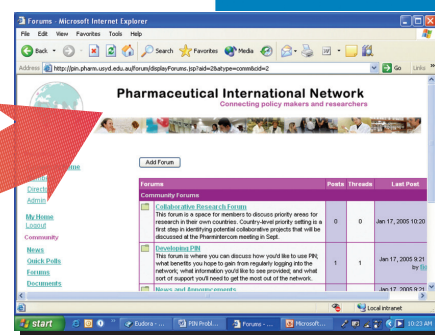 Forums - Microsoft Internet Explorer
File Edit View Favorites Tools Help
Back Search Favorites Media
Address http://pin.pharm.usyd.edu.au/forum/displayForums.jsp?aid=2&atype=comm&cid=2 Go Links
Pharmaceutical International Network
Connecting policy makers and researchers
Add Forum
Admin
My Home
Logout
Community
News
Quick Polls
Forums
Documents
Forums Posts Threads Last Post
Community Forums
Collaborative Research Forum
This forum is a space for members to discuss priority areas for
research in their own countries. Country-level priority setting is a
first step in identifying potential collaborative projects that will be
discussed at the Pharmintercom meeting in Sept.
0 0 Jan 17, 2005 10:20
Developing PIN
This forum is where you can discuss how you'd like to use PIN,
what benefits you hope to gain from regularly logging into the
network, what information you'd like to see provided, and what
sort of support you'll need to get the most out of the network.
1 1 Jan 17, 2005 9:21
by
News and Announcements
Local intranet
start Eudora - ... PIN Probl... Forums - ... Microsoft... 10:23 AM